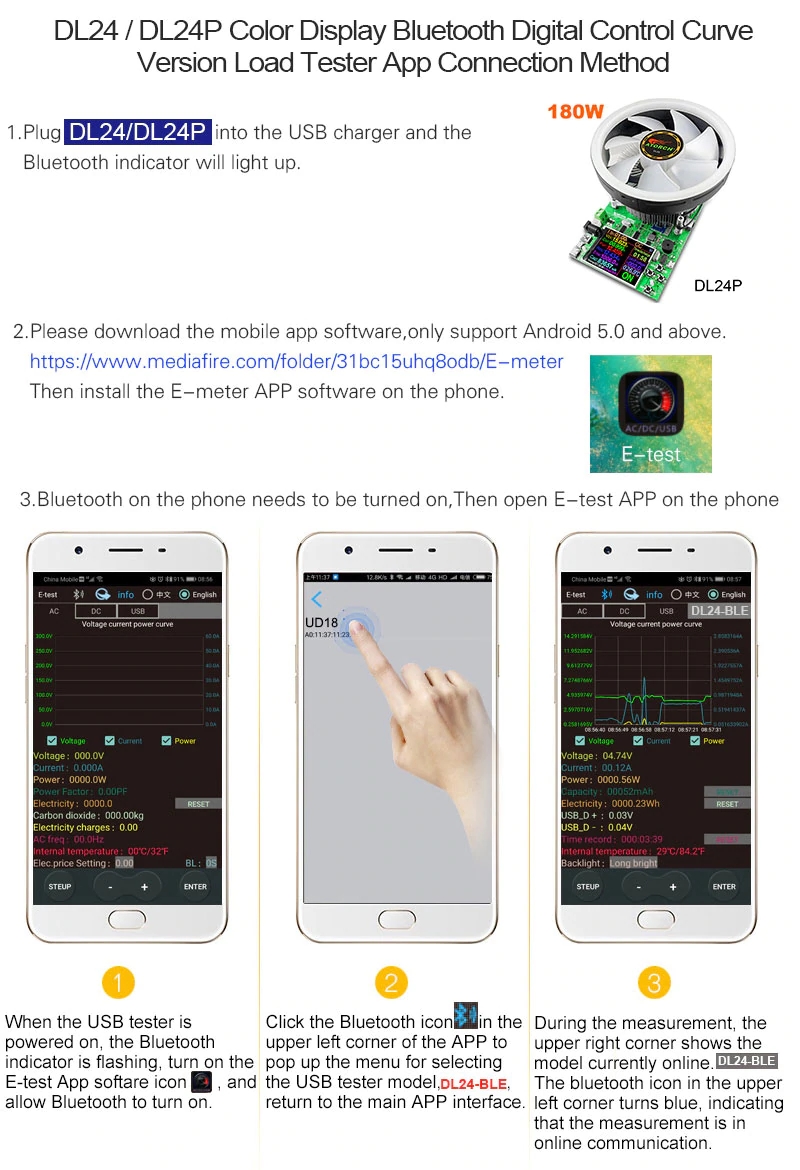 DL24 / DL24P Color Display Bluetooth Digital Control Curve
Version Load Tester App Connection Method
1.Plug DL24/DL24P into the USB charger and the
Bluetooth indicator will light up.
180W
ATORCH
ON
DL24P
2.Please download the mobile app software,only support Android 5.0 and above.
https://www.mediafire.com/folder/31bc15uhq8odb/E-meter
Then install the E-meter APP software on the phone.
AC/DC/USB
E-test
3.Bluetooth on the phone needs to be turned on,Then open E-test APP on the phone
China Mobile 91% 08:56
E-test info 中文 English
AC DC USB
Voltage current power curve
300.0V 60.0A
250.0V 50.0A
200.0V 40.0A
150.0V 30.0A
100.0V 20.0A
50.0V 10.0A
0.0V 0.0A
Voltage Current Power
Voltage : 000.0V
Current : 0.000A
Power : 0000.0W
Power Factor : 0.00PF
Electricity : 0000.0 RESET
Carbon dioxide : 000.00kg
Electricity charges : 0.00
AC freq : 00.0Hz
Internal temperature : 00℃/32℉
Elec.price Setting : 0.00 BL : 0S
STEUP - + ENTER
上午11:37 12.8K/s 移动 4G HD 电信
UD18
A0:11:37:11:23
China Mobile 91% 08:57
E-test info 中文 English
AC DC USB DL24-BLE
Voltage current power curve
14.291584V
11.952682V
9.613779V
7.2748766V
4.935974V
2.5970716V
08:56:40 08:56:49 08:56:58 08:57:12 08:57:21 08:57:31
Voltage Current Power
Voltage : 04.74V
Current : 00.12A
Power : 0000.56W
Capacity : 00052mAh RESET
Electricity : 0000.23Wh RESET
USB_D + : 0.03V
USB_D - : 0.04V
Time record : 000:03:39 RESET
Internal temperature : 29℃/84.2℉
Backlight : Long bright
STEUP - + ENTER
1
When the USB tester is
powered on, the Bluetooth
indicator is flashing, turn on the
E-test App softare icon , and
allow Bluetooth to turn on.
2
Click the Bluetooth icon in the
upper left corner of the APP to
pop up the menu for selecting
the USB tester model,DL24-BLE,
return to the main APP interface.
3
During the measurement, the
upper right corner shows the
model currently online. DL24-BLE
The bluetooth icon in the upper
left corner turns blue, indicating
that the measurement is in
online communication.